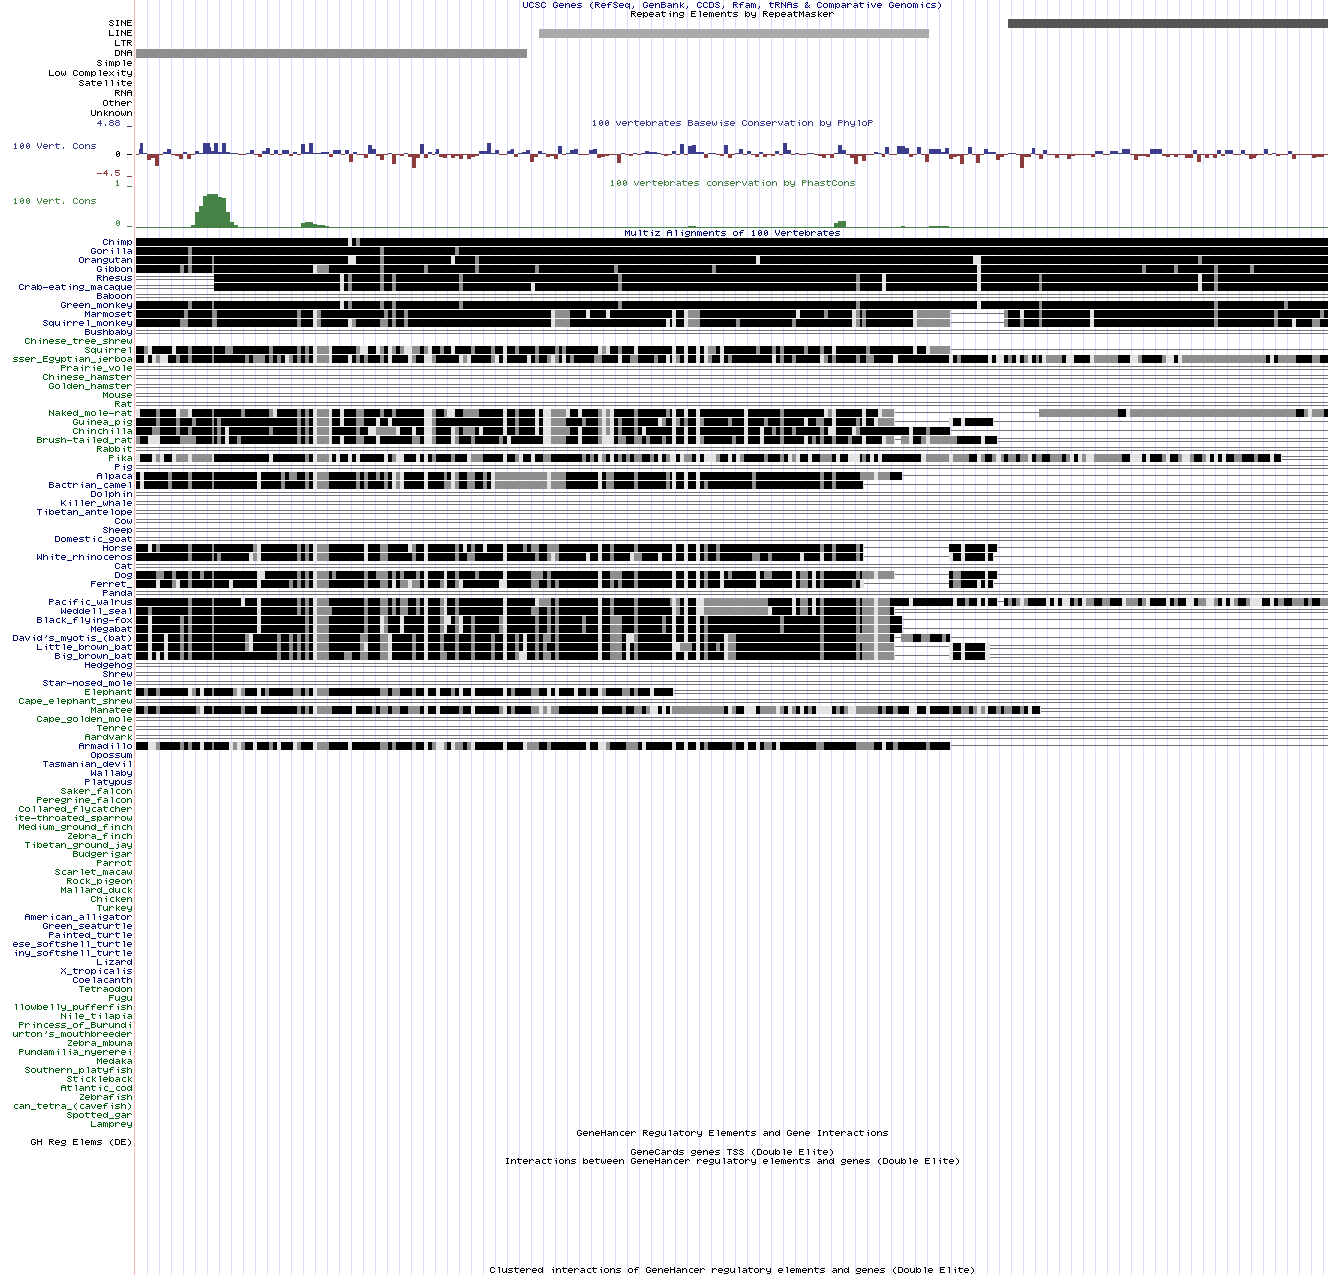 UCSC Genes (RefSeq, GenBank, CCDS, Rfam, tRNAs & Comparative Genomics)
Repeating Elements by RepeatMasker
SINE
LINE
LTR
DNA
Simple
Low Complexity
Satellite
RNA
Other
Unknown
4.88 _
100 vertebrates Basewise Conservation by PhyloP
100 Vert. Cons
0 -
-4.5 _
1 _
100 vertebrates conservation by PhastCons
100 Vert. Cons
0 _
Multiz Alignments of 100 Vertebrates
Chimp
Gorilla
Orangutan
Gibbon
Rhesus
Crab-eating_macaque
Baboon
Green_monkey
Marmoset
Squirrel_monkey
Bushbaby
Chinese_tree_shrew
Squirrel
sser_Egyptian_jerboa
Prairie_vole
Chinese_hamster
Golden_hamster
Mouse
Rat
Naked_mole-rat
Guinea_pig
Chinchilla
Brush-tailed_rat
Rabbit
Pika
Pig
Alpaca
Bactrian_camel
Dolphin
Killer_whale
Tibetan_antelope
Cow
Sheep
Domestic_goat
Horse
White_rhinoceros
Cat
Dog
Ferret_
Panda
Pacific_walrus
Weddell_seal
Black_flying-fox
Megabat
David's_myotis_(bat)
Little_brown_bat
Big_brown_bat
Hedgehog
Shrew
Star-nosed_mole
Elephant
Cape_elephant_shrew
Manatee
Cape_golden_mole
Tenrec
Aardvark
Armadillo
Opossum
Tasmanian_devil
Wallaby
Platypus
Saker_falcon
Peregrine_falcon
Collared_flycatcher
ite-throated_sparrow
Medium_ground_finch
Zebra_finch
Tibetan_ground_jay
Budgerigar
Parrot
Scarlet_macaw
Rock_pigeon
Mallard_duck
Chicken
Turkey
American_alligator
Green_seaturtle
Painted_turtle
ese_softshell_turtle
iny_softshell_turtle
Lizard
X_tropicalis
Coelacanth
Tetraodon
Fugu
llowbelly_pufferfish
Nile_tilapia
Princess_of_Burundi
urton's_mouthbreeder
Zebra_mbuna
Pundamilia_nyererei
Medaka
Southern_platyfish
Stickleback
Atlantic_cod
Zebrafish
can_tetra_(cavefish)
Spotted_gar
Lamprey
GeneHancer Regulatory Elements and Gene Interactions
GH Reg Elems (DE)
GeneCards genes TSS (Double Elite)
Interactions between GeneHancer regulatory elements and genes (Double Elite)
Clustered interactions of GeneHancer regulatory elements and genes (Double Elite)